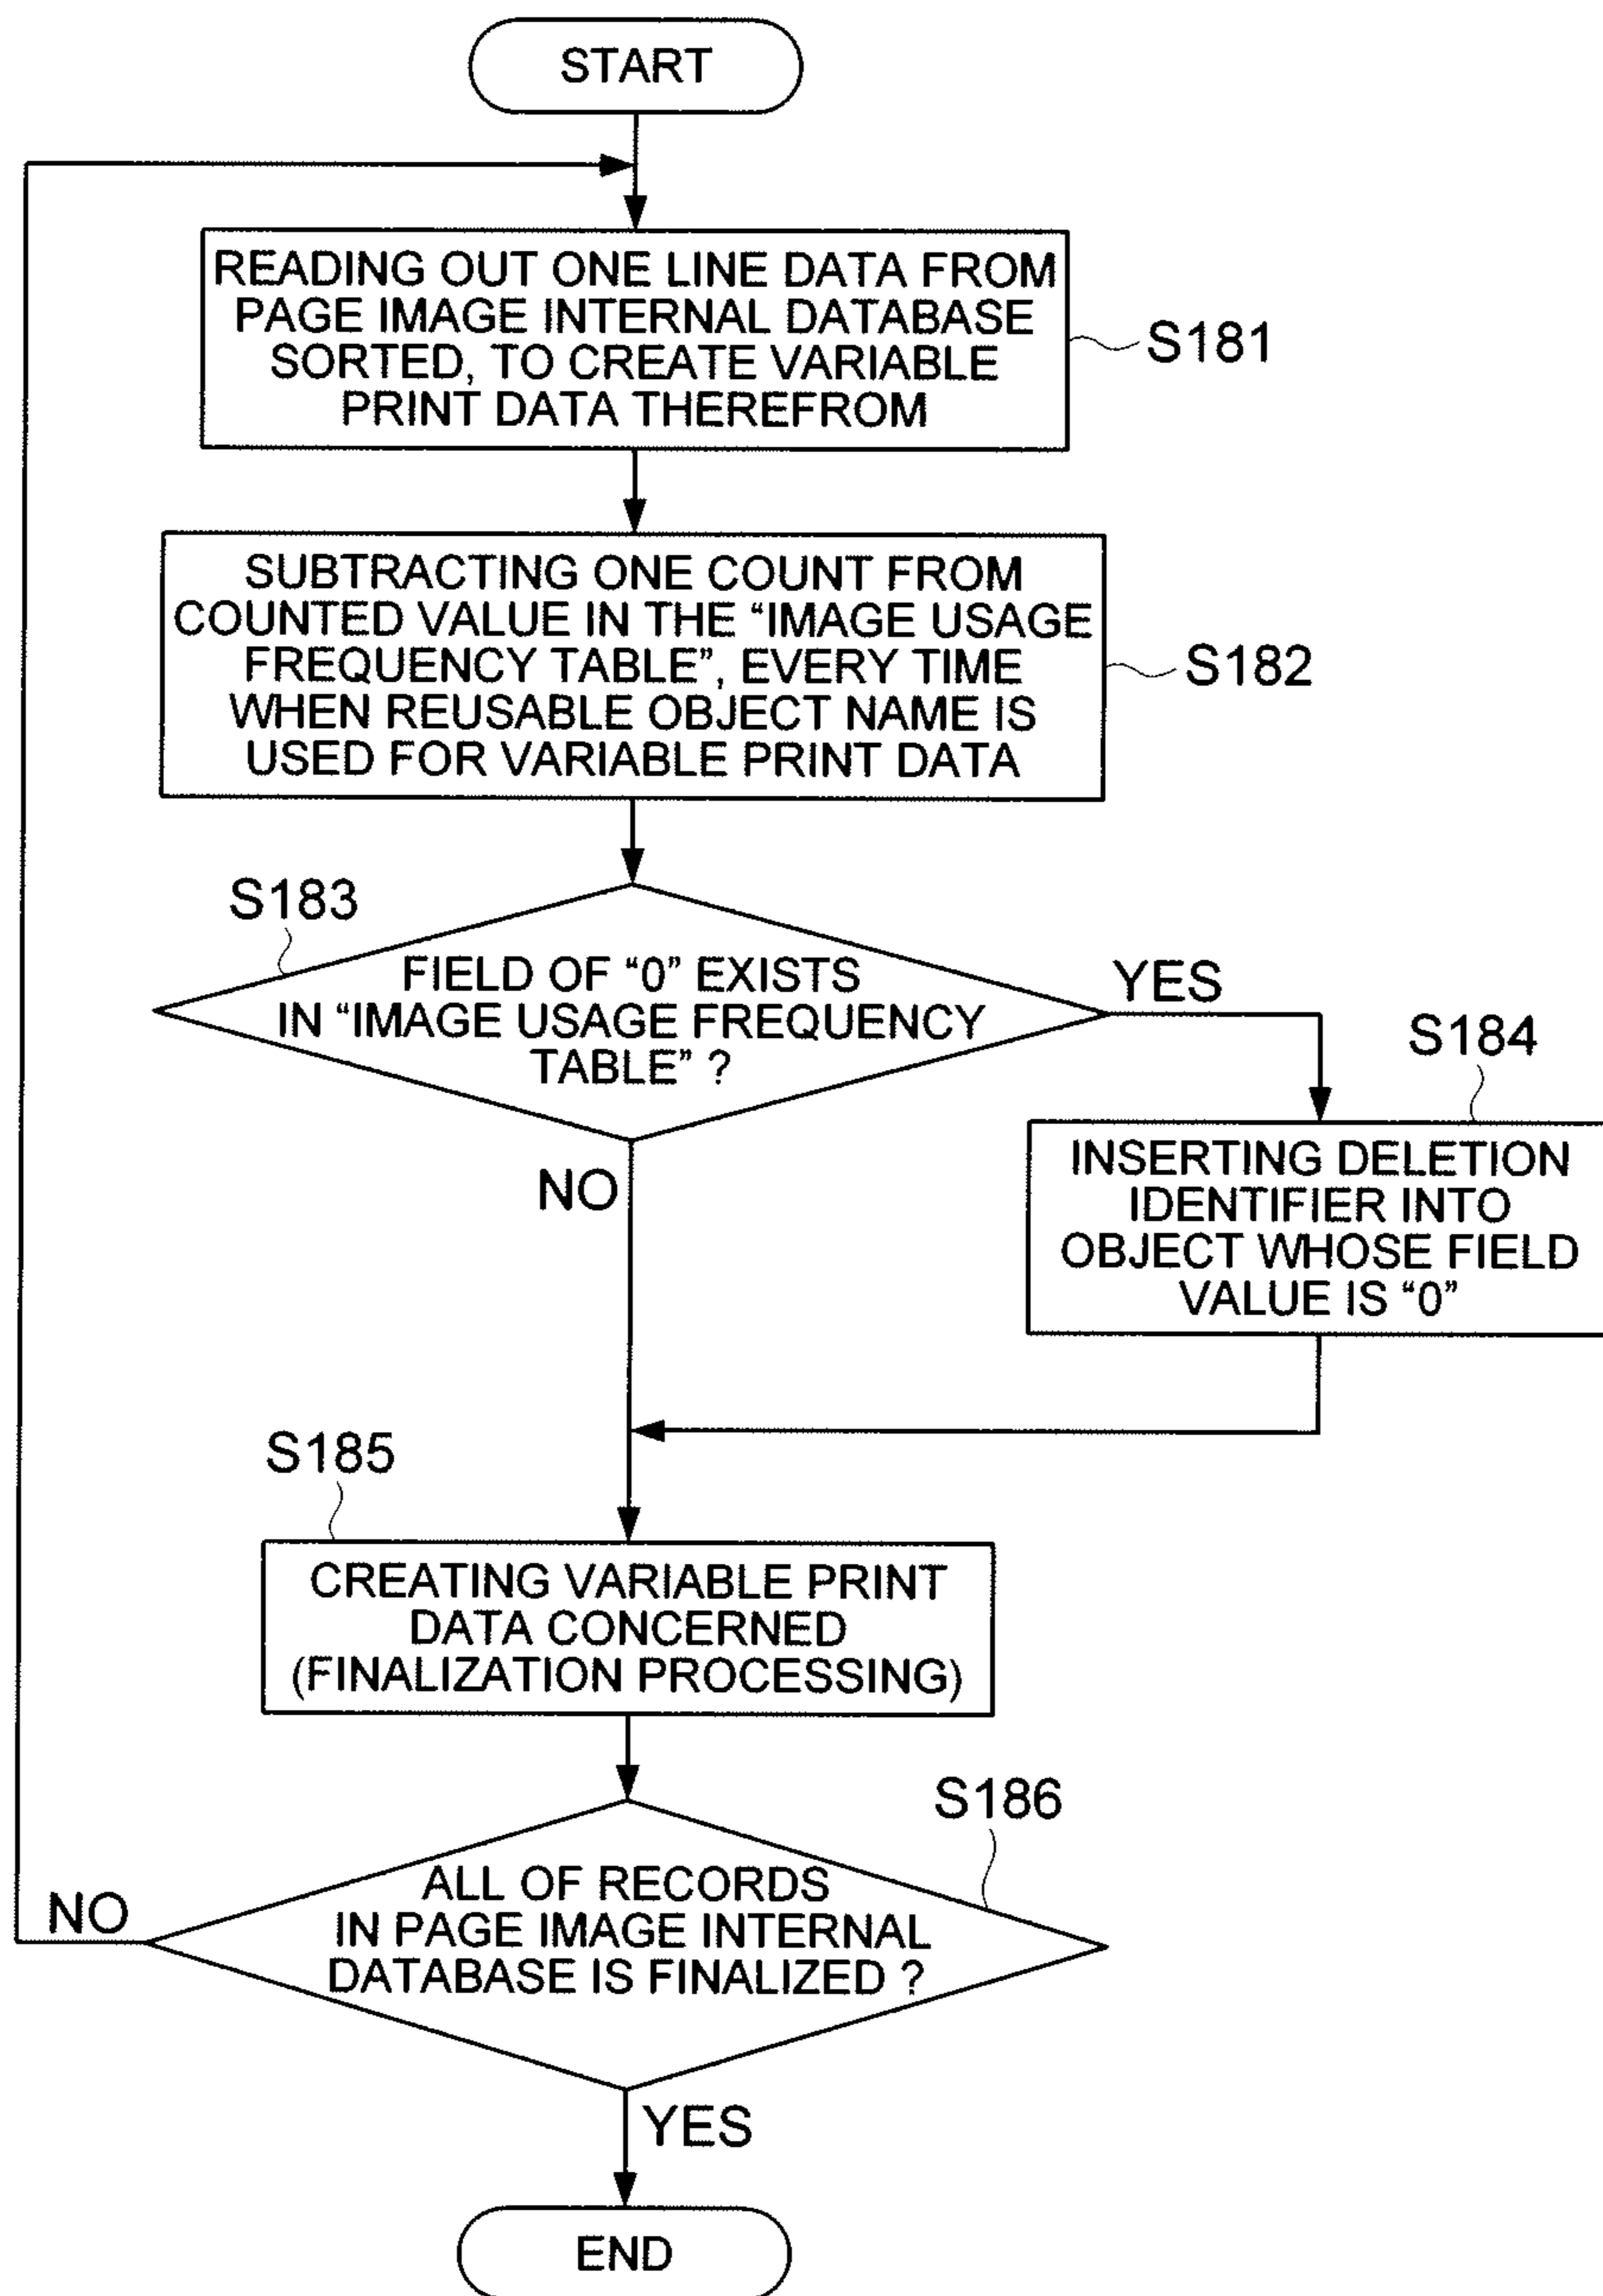 START
READING OUT ONE LINE DATA FROM
PAGE IMAGE INTERNAL DATABASE
SORTED, TO CREATE VARIABLE
PRINT DATA THEREFROM
S181
SUBTRACTING ONE COUNT FROM
COUNTED VALUE IN THE “IMAGE USAGE
FREQUENCY TABLE”, EVERY TIME
WHEN REUSABLE OBJECT NAME IS
USED FOR VARIABLE PRINT DATA
S182
S183
FIELD OF “0” EXISTS
IN “IMAGE USAGE FREQUENCY
TABLE” ?
YES
NO
S184
INSERTING DELETION
IDENTIFIER INTO
OBJECT WHOSE FIELD
VALUE IS “0”
S185
CREATING VARIABLE PRINT
DATA CONCERNED
(FINALIZATION PROCESSING)
S186
ALL OF RECORDS
IN PAGE IMAGE INTERNAL
DATABASE IS FINALIZED ?
NO
YES
END